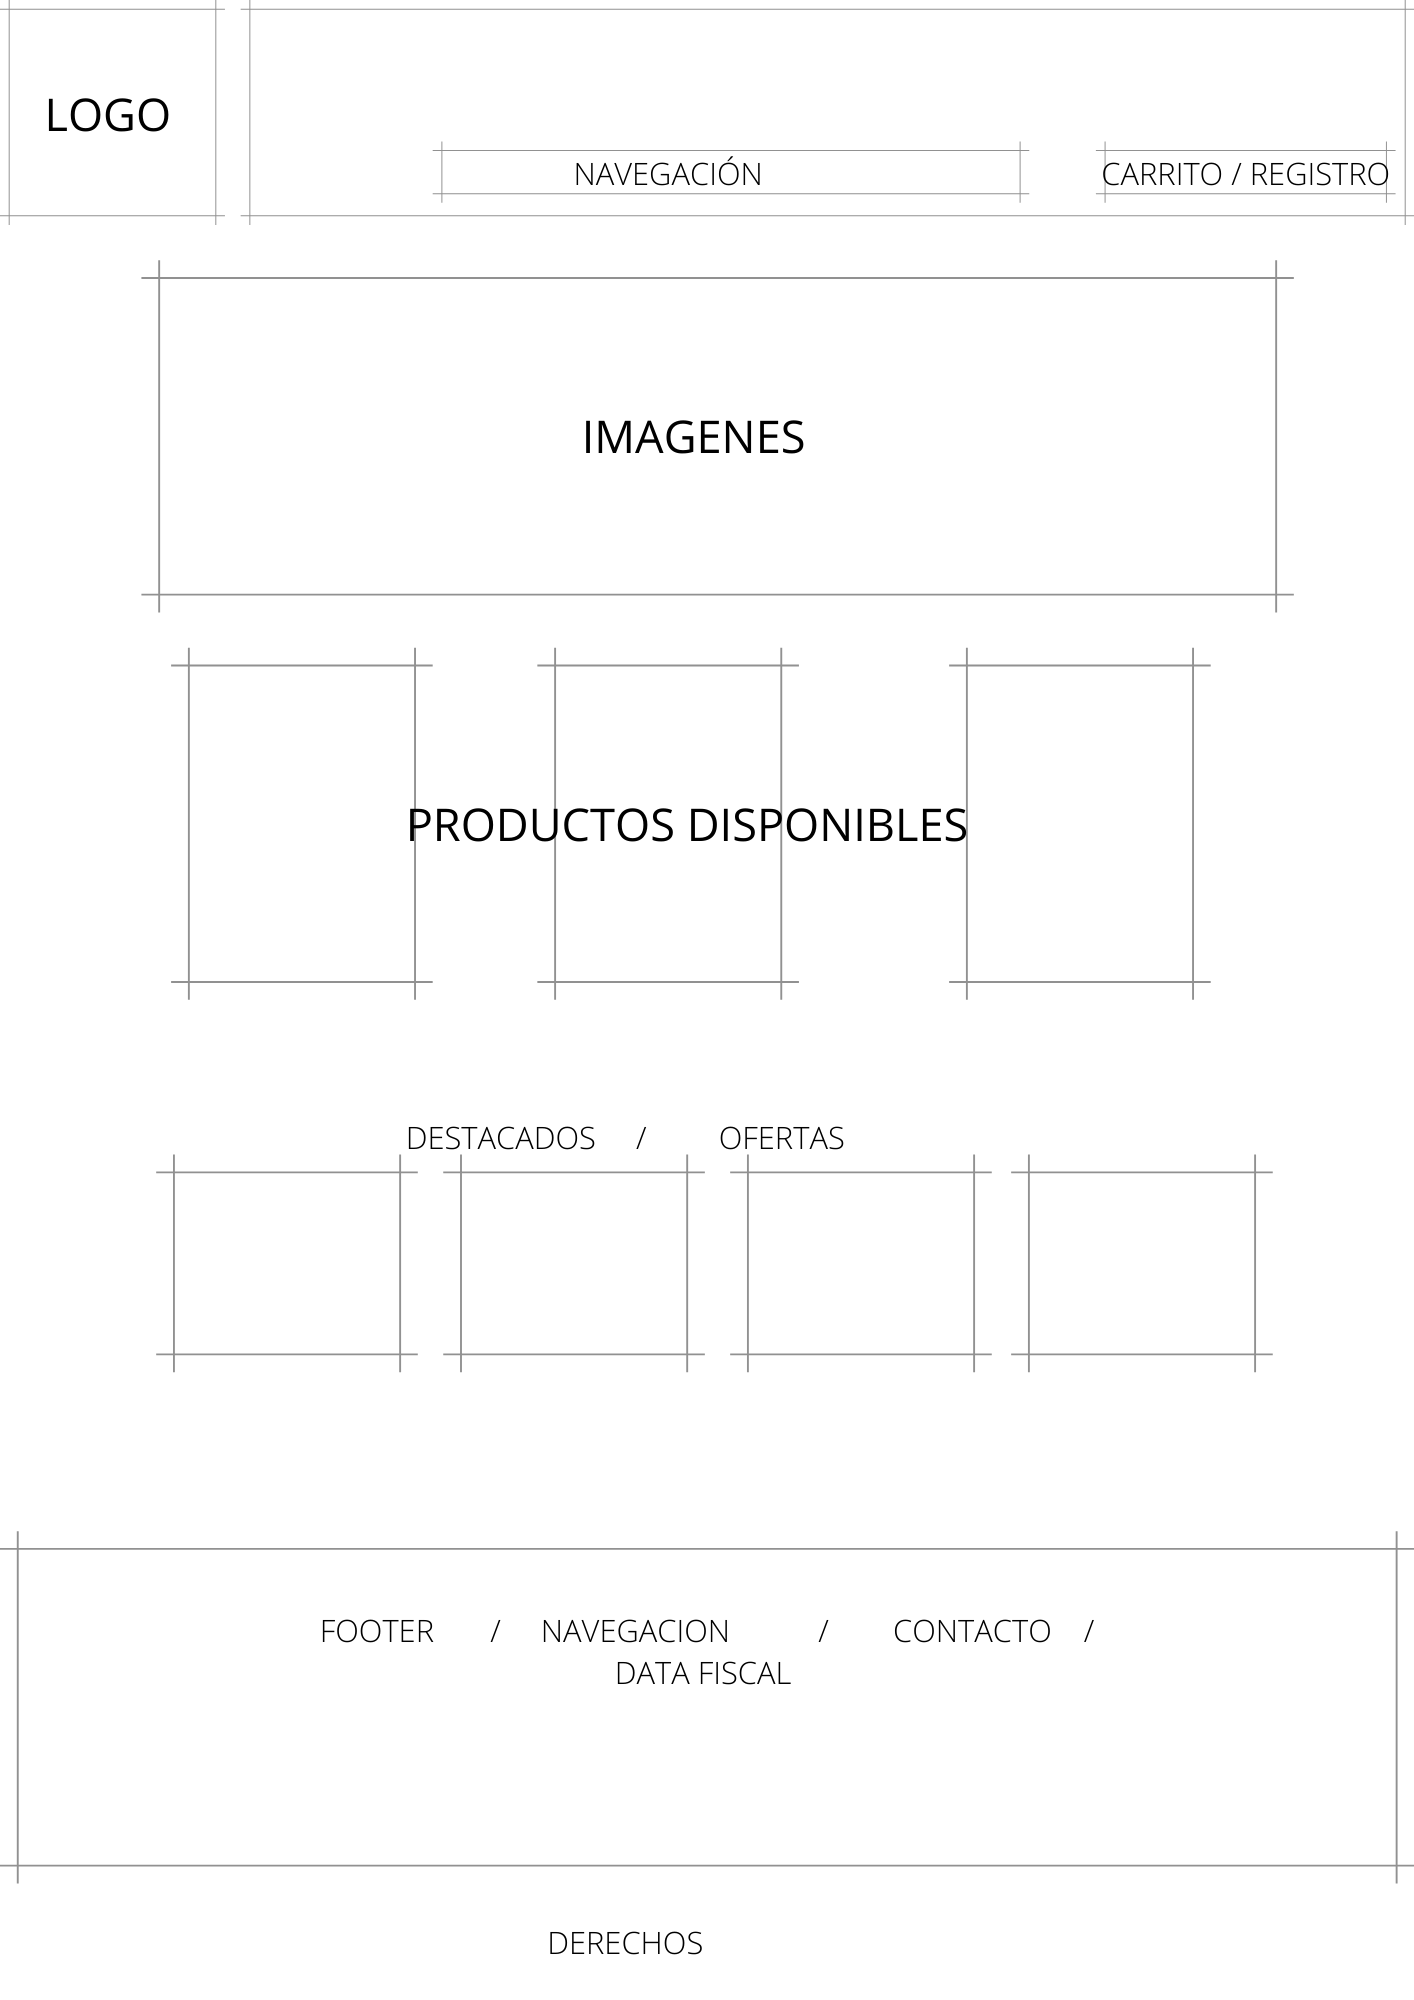 LOGO
NAVEGACIÓN
CARRITO / REGISTRO
IMAGENES
PRODUCTOS DISPONIBLES
DESTACADOS / OFERTAS
FOOTER / NAVEGACION / CONTACTO /
DATA FISCAL
DERECHOS